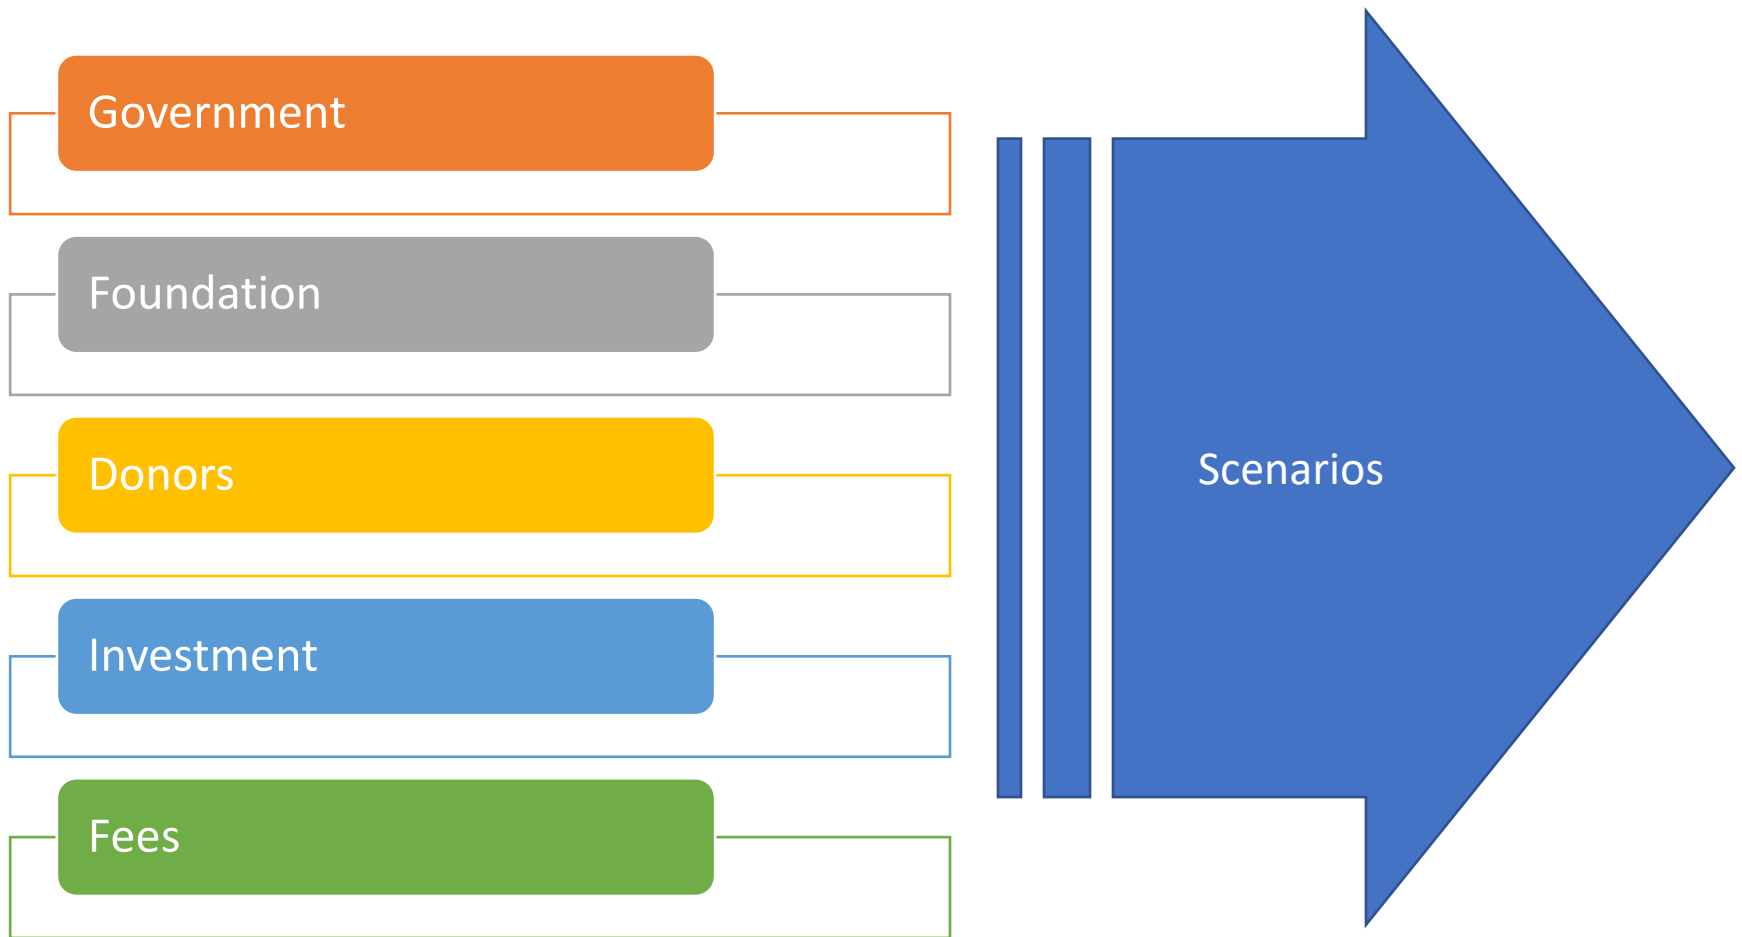 Government
Foundation
Donors
Investment
Fees
Scenarios